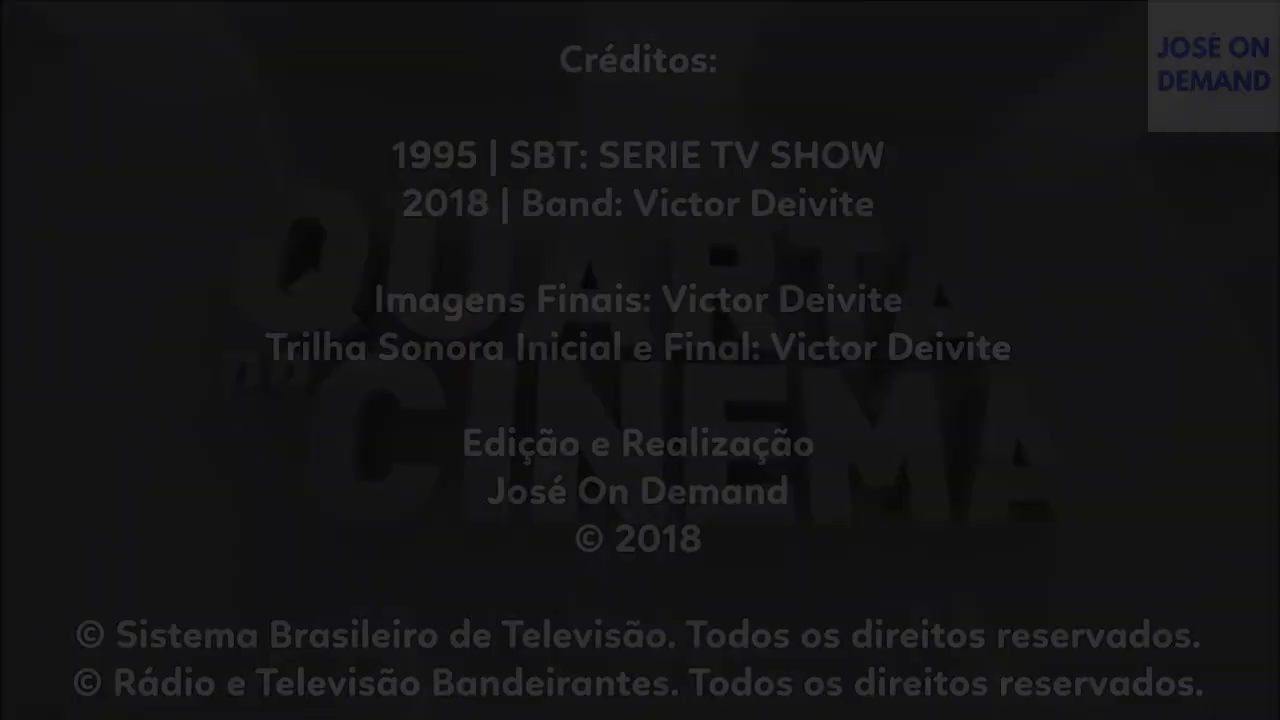 Créditos:
JOSÉ ON
DEMAND
1995 | SBT: SERIE TV SHOW
2018 | Band: Victor Deivite
QUARTA
Imagens Finais: Victor Deivite
Trilha Sonora Inicial e Final: Victor Deivite
CINEMA
Edição e Realização
José On Demand
© 2018
© Sistema Brasileiro de Televisão. Todos os direitos reservados.
© Rádio e Televisão Bandeirantes. Todos os direitos reservados.